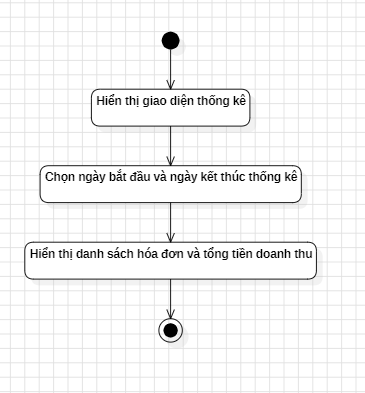 Hiển thị giao diện thống kê
Chọn ngày bắt đầu và ngày kết thúc thống kê
Hiển thị danh sách hóa đơn và tổng tiền doanh thu